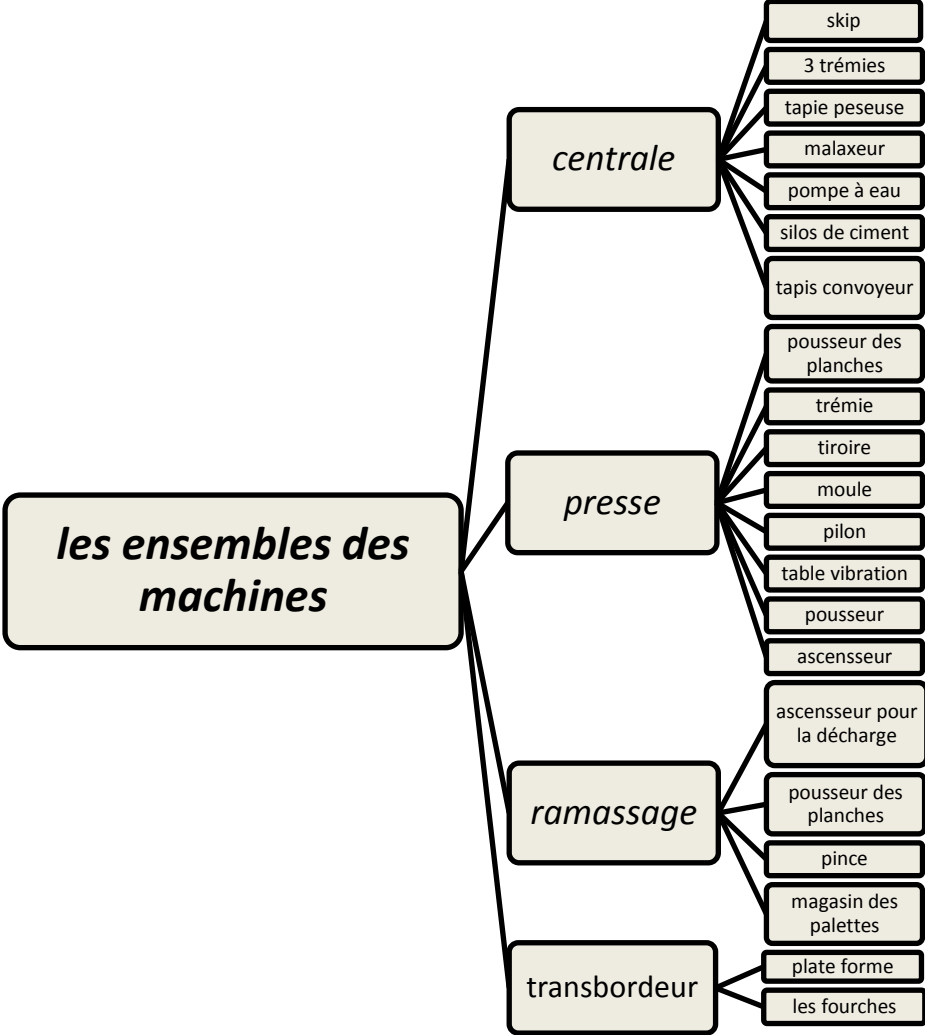 les ensembles des
machines
centrale
skip
3 trémies
tapie peseuse
malaxeur
pompe à eau
silos de ciment
tapis convoyeur
presse
pousseur des
planches
trémie
tiroire
moule
pilon
table vibration
pousseur
ascensseur
ramassage
ascensseur pour
la décharge
pousseur des
planches
pince
magasin des
palettes
transbordeur
plate forme
les fourches